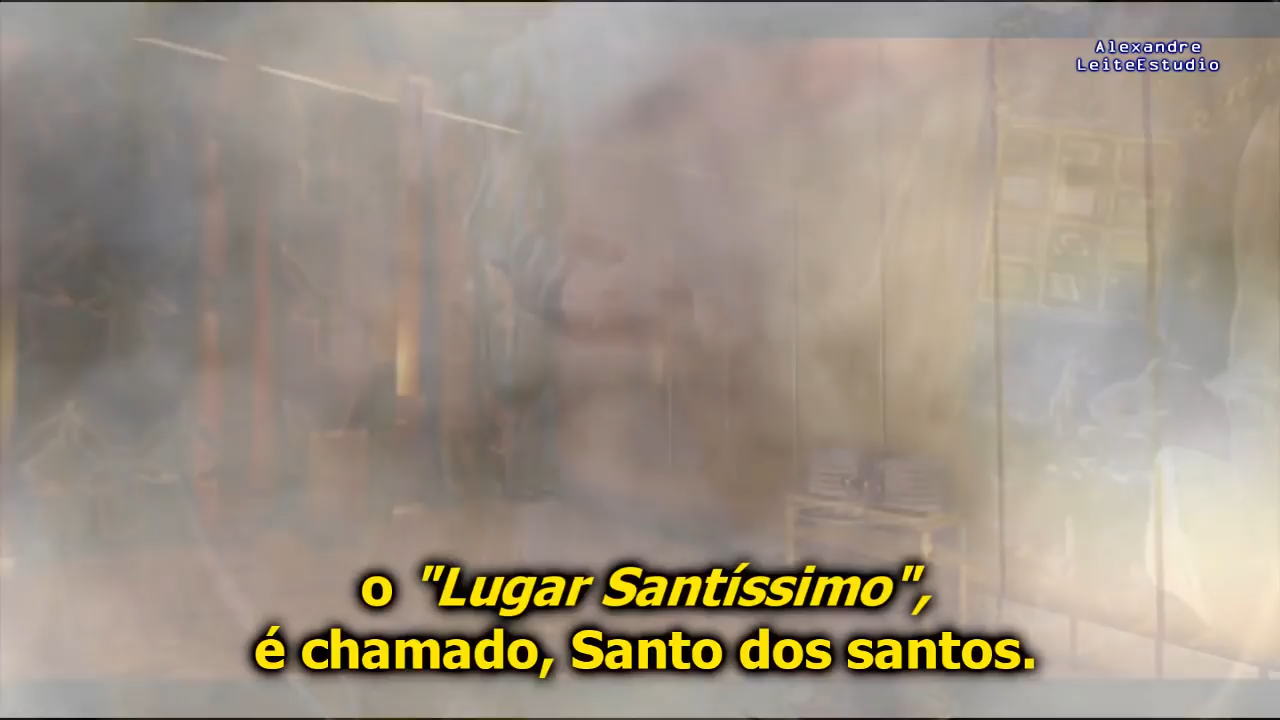 Alexandre
LeiteEstudio
o "Lugar Santíssimo",
é chamado, Santo dos santos.